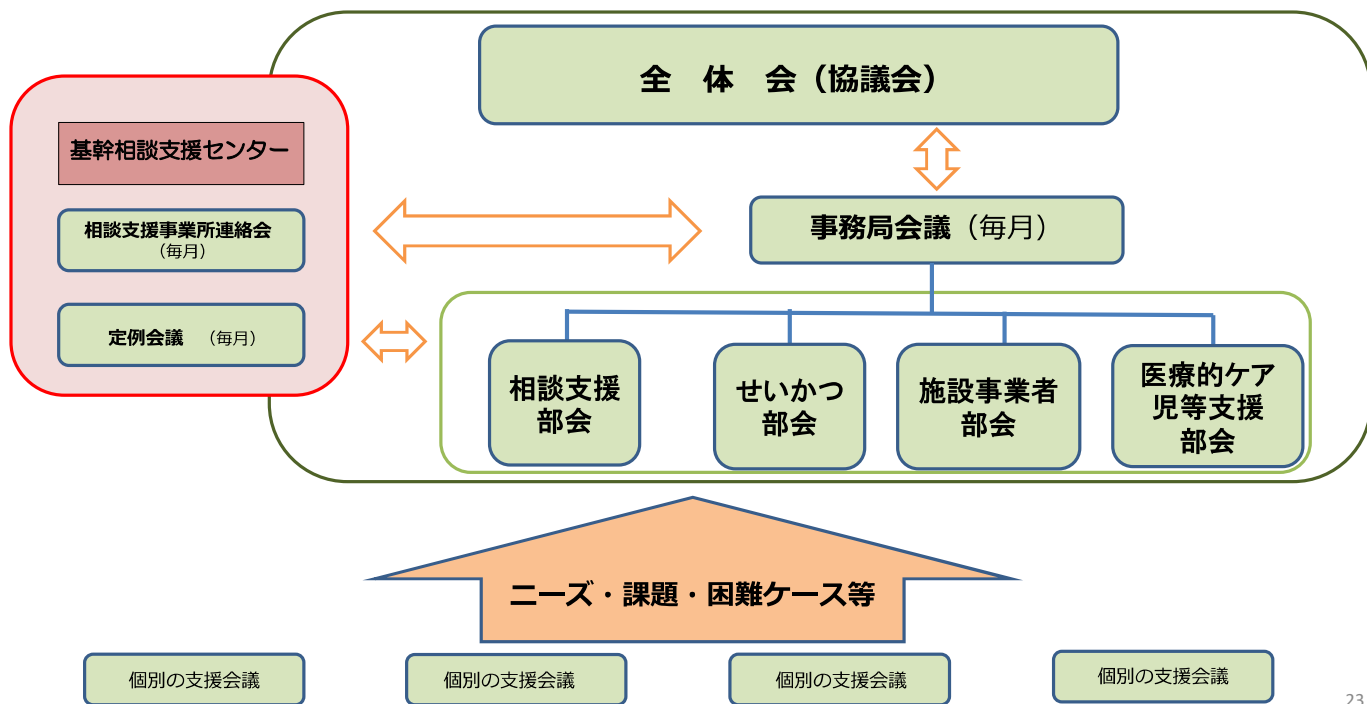 全　体　会（協議会）
基幹相談支援センター
相談支援事業所連絡会
（毎月）
定例会議　（毎月）
事務局会議（毎月）
相談支援
部会
せいかつ
部会
施設事業者
部会
医療的ケア
児等支援
部会
ニーズ・課題・困難ケース等
個別の支援会議
個別の支援会議
個別の支援会議
個別の支援会議
23